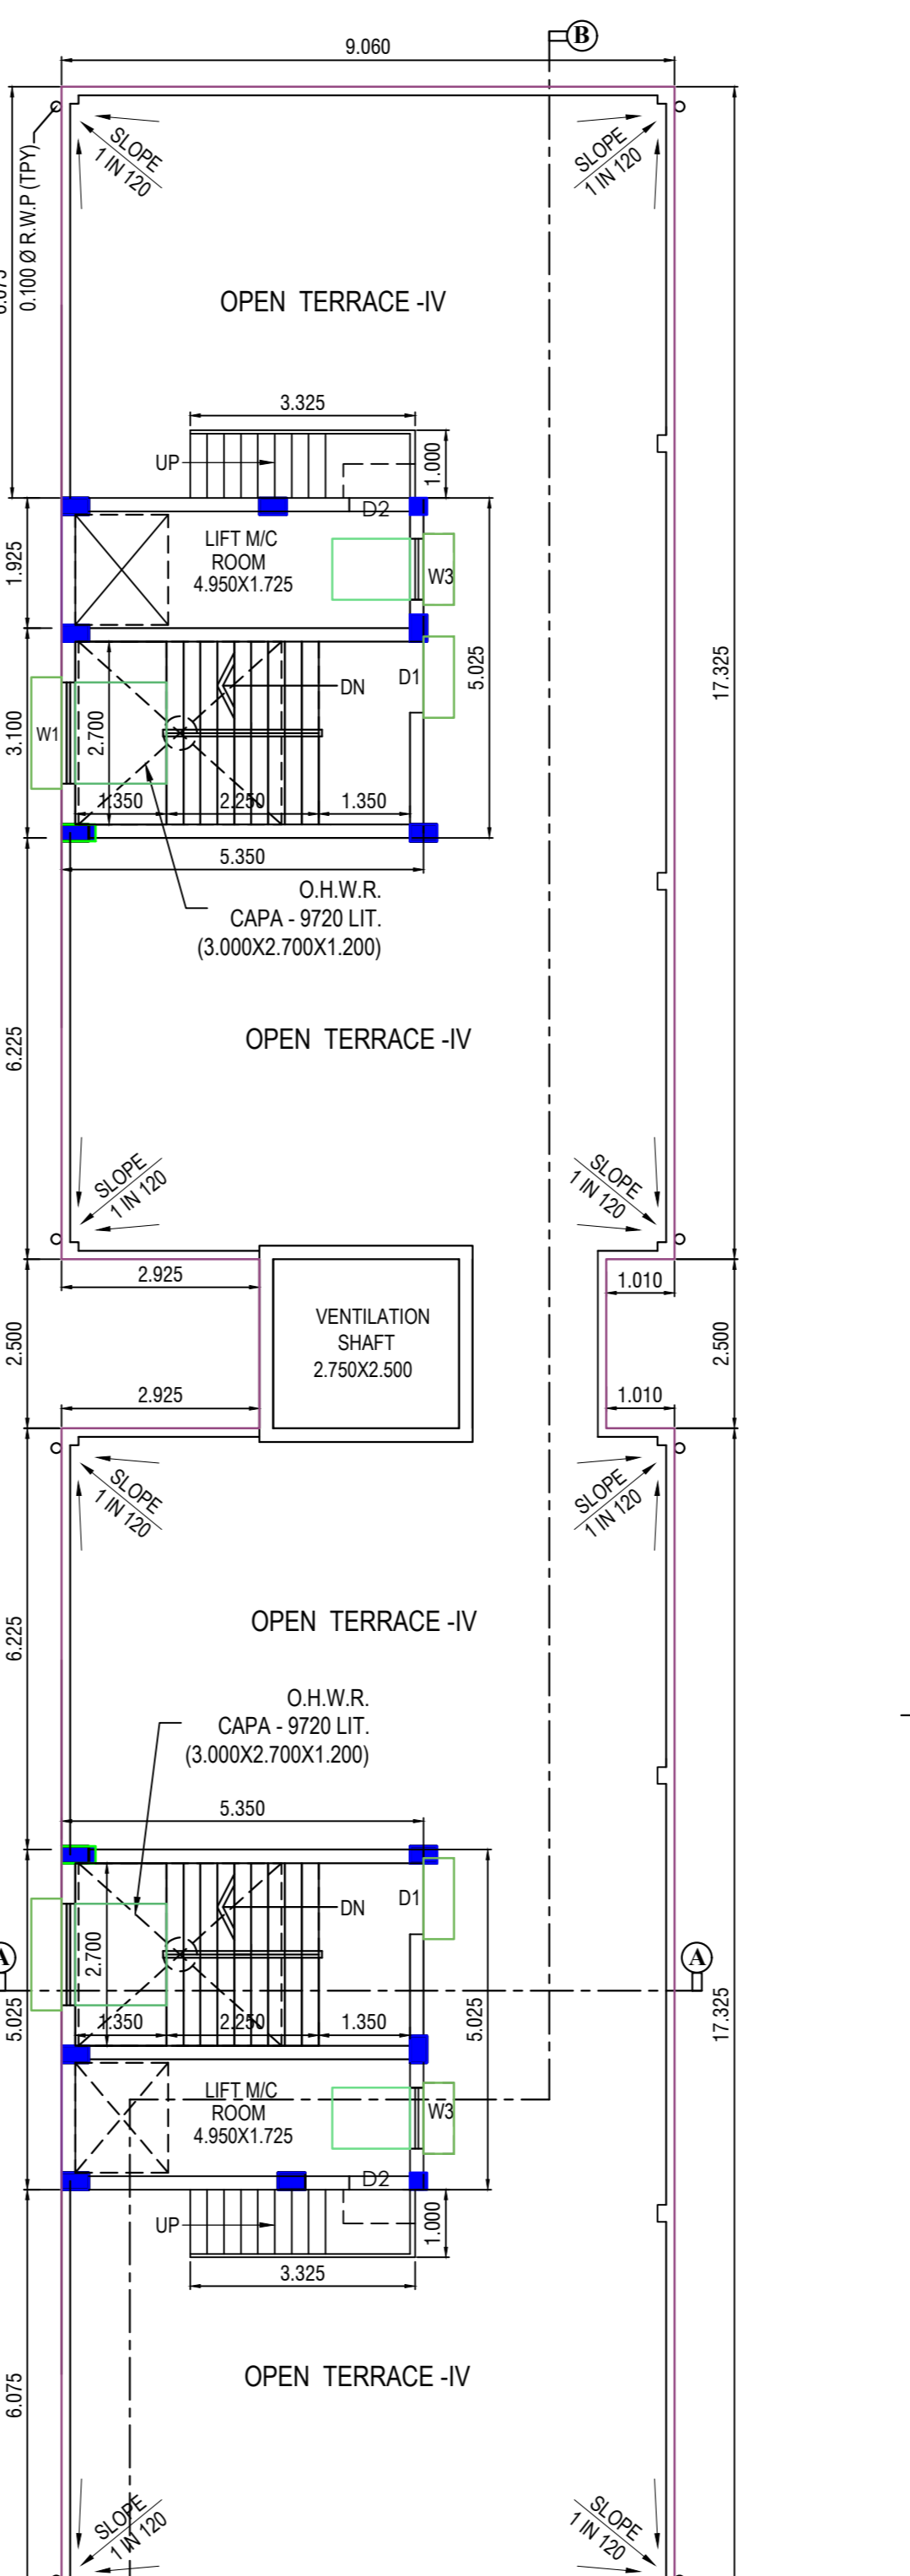 B
9.060
SLOPE
1 IN 120
SLOPE
1 IN 120
0.100 Ø R.W.P (TPY)
OPEN TERRACE -IV
17.325
3.325
UP
1.000
D2
LIFT M/C
ROOM
4.950X1.725
W3
1.925
5.025
D1
DN
W1
3.100
2.700
1.350
2.250
1.350
5.350
O.H.W.R.
CAPA - 9720 LIT.
(3.000X2.700X1.200)
6.225
OPEN TERRACE -IV
SLOPE
1 IN 120
SLOPE
1 IN 120
2.925
1.010
VENTILATION
SHAFT
2.750X2.500
2.500
2.500
2.925
1.010
SLOPE
1 IN 120
SLOPE
1 IN 120
6.225
OPEN TERRACE -IV
O.H.W.R.
CAPA - 9720 LIT.
(3.000X2.700X1.200)
5.350
D1
DN
2.700
A
A
5.025
1.350
2.250
1.350
5.025
17.325
LIFT M/C
ROOM
4.950X1.725
W3
D2
UP
1.000
3.325
OPEN TERRACE -IV
6.075
SLOPE
1 IN 120
SLOPE
1 IN 120